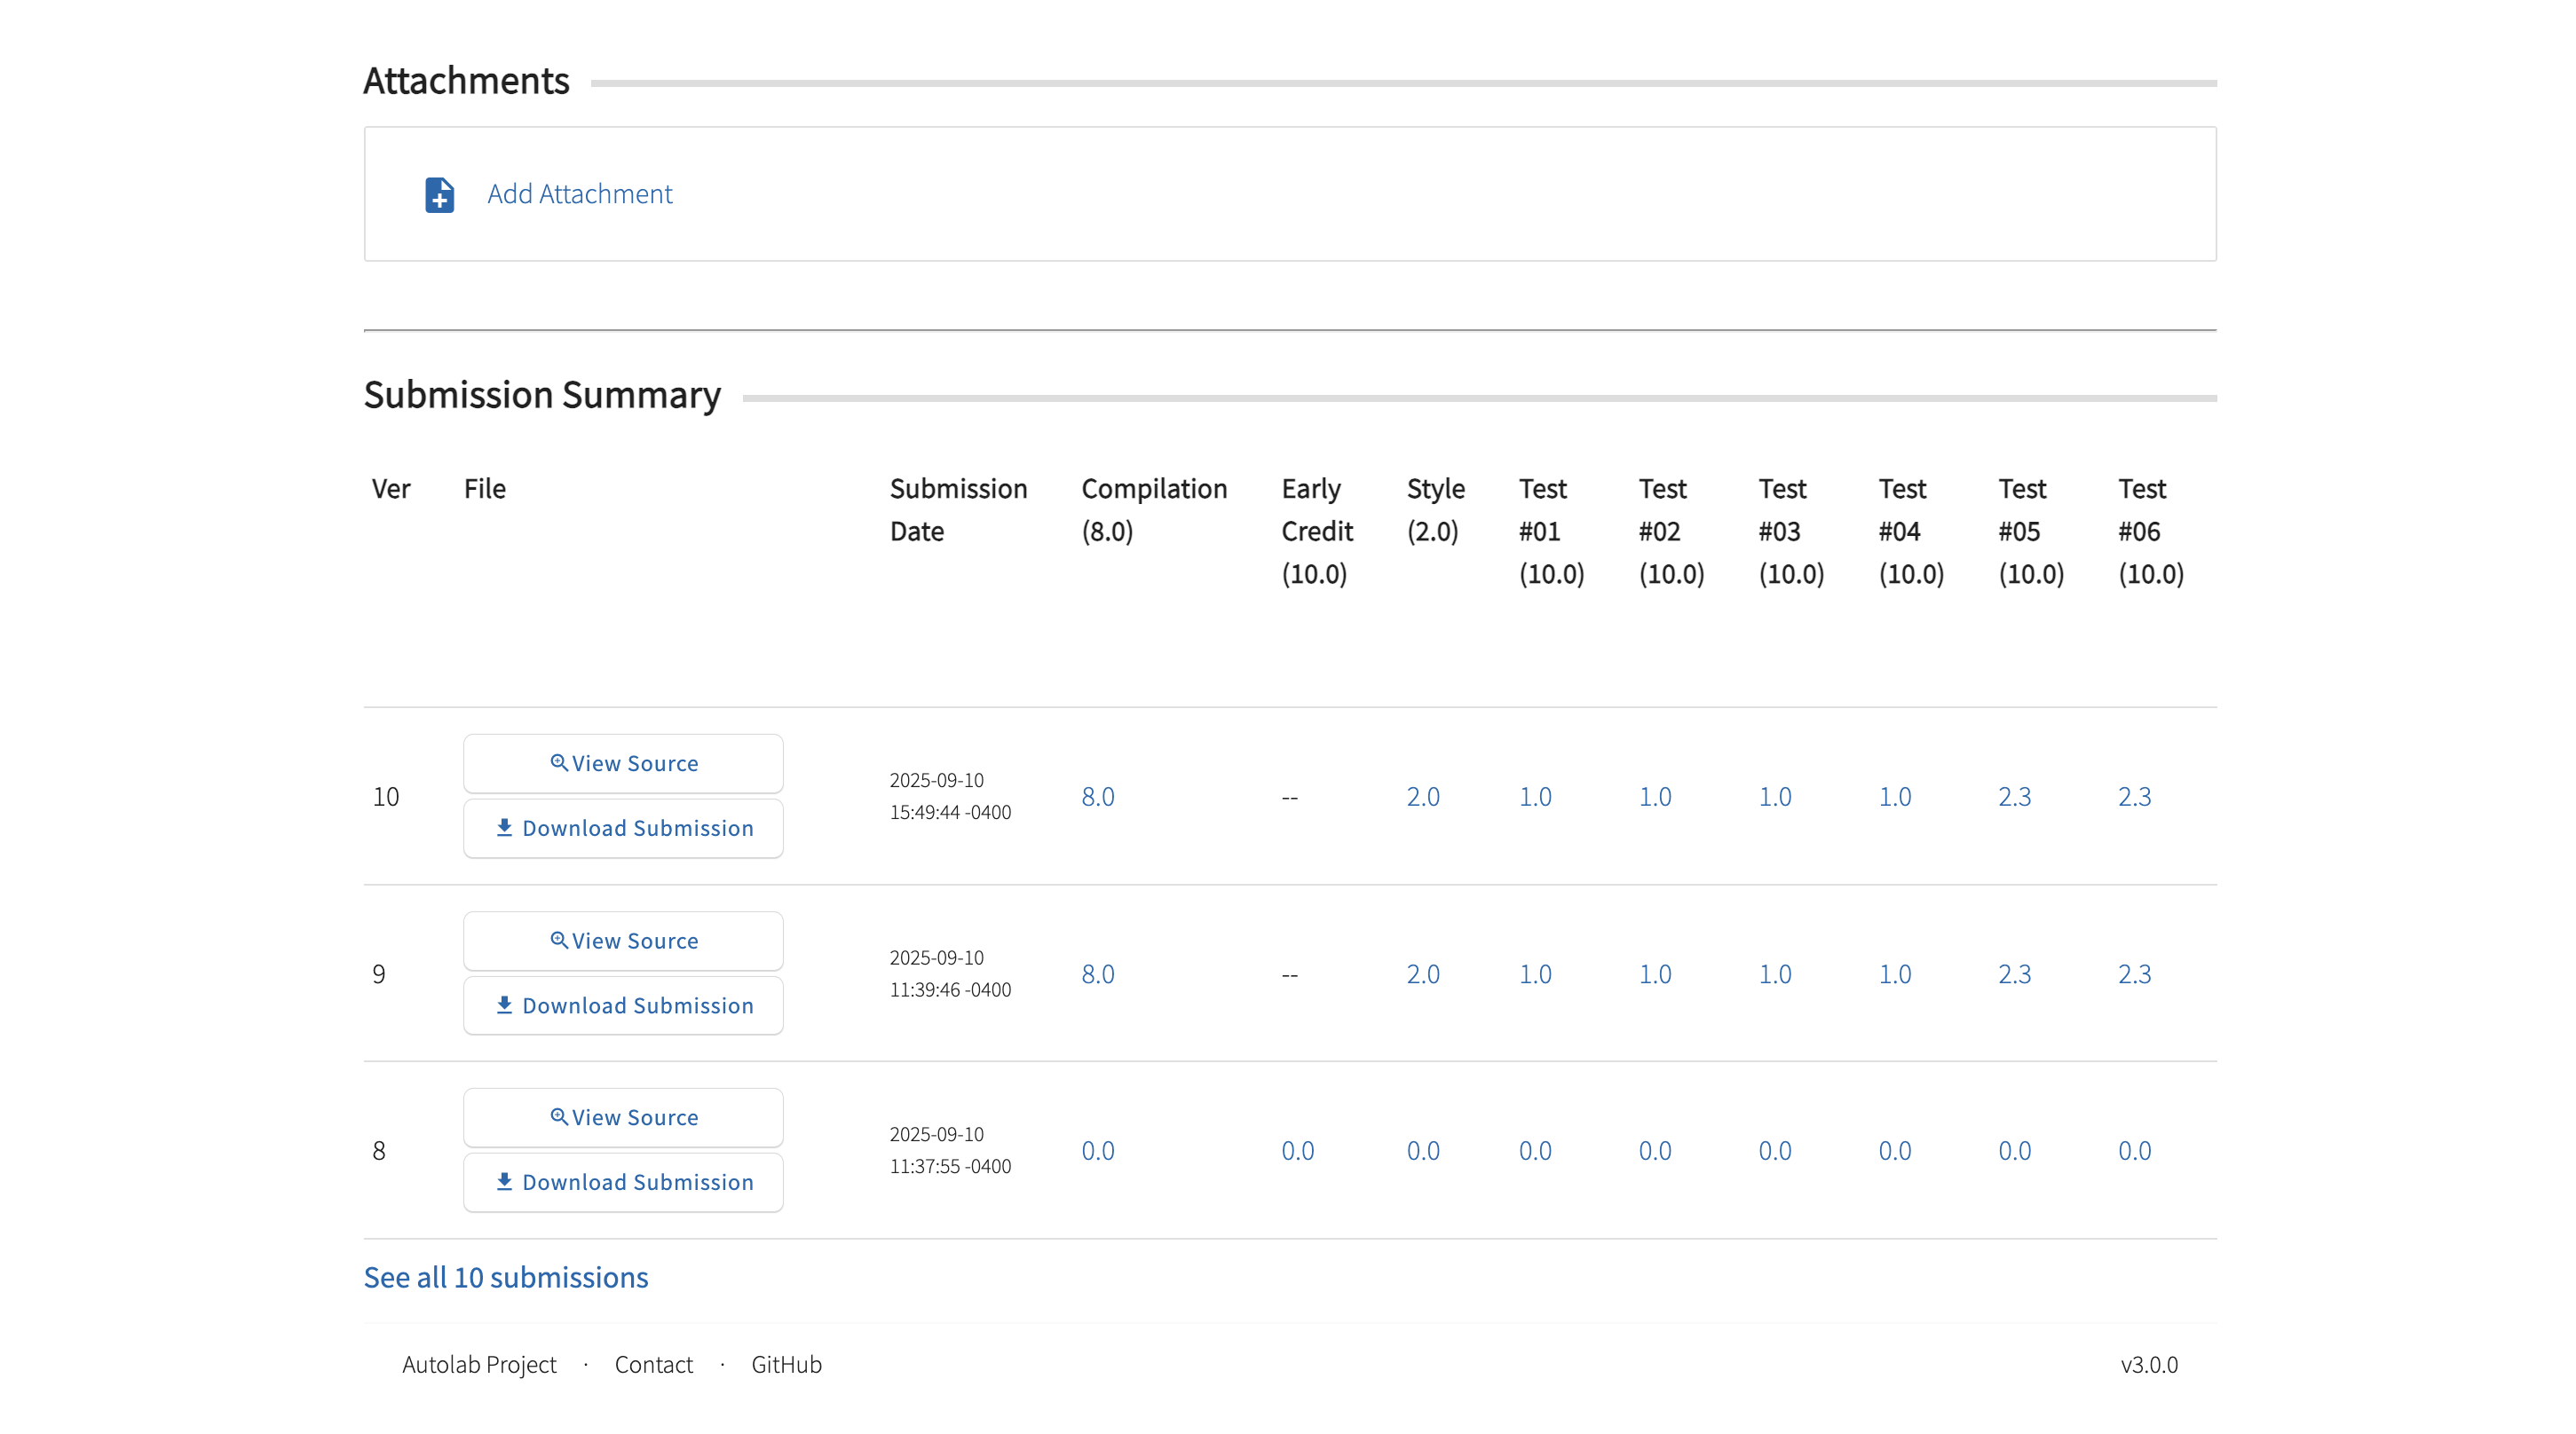 Attachments
Add Attachment
Submission Summary
Ver File Submission Compilation Early Style Test Test Test Test Test Test
Date (8.0) Credit (2.0) #01 #02 #03 #04 #05 #06
(10.0) (10.0) (10.0) (10.0) (10.0) (10.0) (10.0)
View Source
2025-09-10
10 8.0 -- 2.0 1.0 1.0 1.0 1.0 2.3 2.3
15:49:44 -0400
Download Submission
View Source
2025-09-10
9 8.0 -- 2.0 1.0 1.0 1.0 1.0 2.3 2.3
11:39:46 -0400
Download Submission
View Source
2025-09-10
8 0.0 0.0 0.0 0.0 0.0 0.0 0.0 0.0 0.0
11:37:55 -0400
Download Submission
See all 10 submissions
Autolab Project · Contact · GitHub v3.0.0